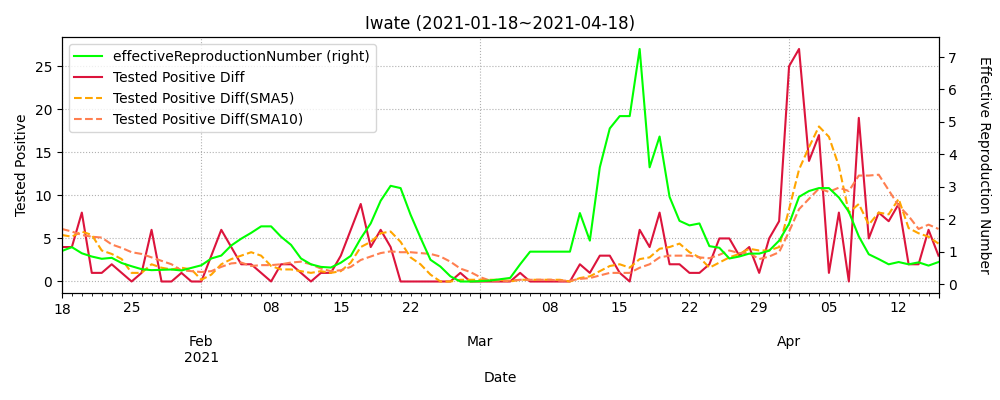 Iwate (2021-01-18~2021-04-18)
effectiveReproductionNumber (right)
Tested Positive Diff
Tested Positive Diff(SMA5)
Tested Positive Diff(SMA10)
Tested Positive
25
20
15
10
5
0
Effective Reproduction Number
7
6
5
4
3
2
1
0
18 25 08 15 22 08 15 22 29 05 12
Feb Mar Apr
2021
Date